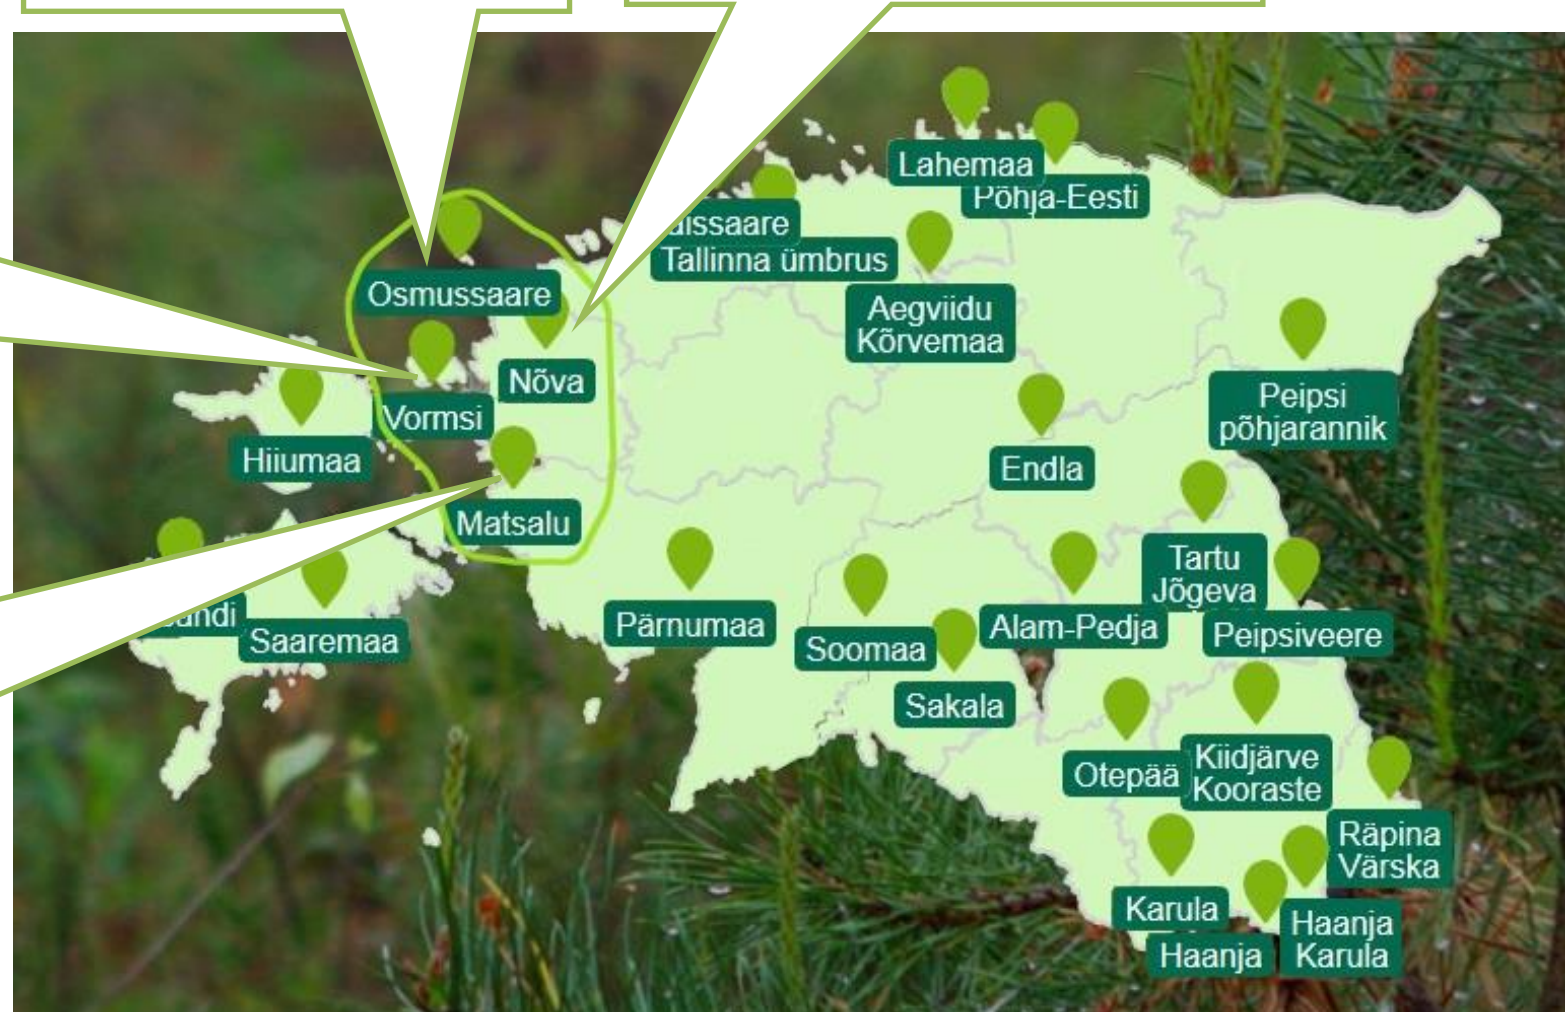 Lahemaa
Põhja-Eesti
Tallinna ümbrus
Osmussaare
Aegviidu
Kõrvemaa
Nõva
Vormsi
Hiiumaa
Peipsi
põhjarannik
Endla
Matsalu
Tartu
Jõgeva
Saaremaa
Pärnumaa
Soomaa
Alam-Pedja
Peipsiveere
Sakala
Otepää
Kiidjärve
Kooraste
Räpina
Värska
Karula
Haanja
Haanja
Karula